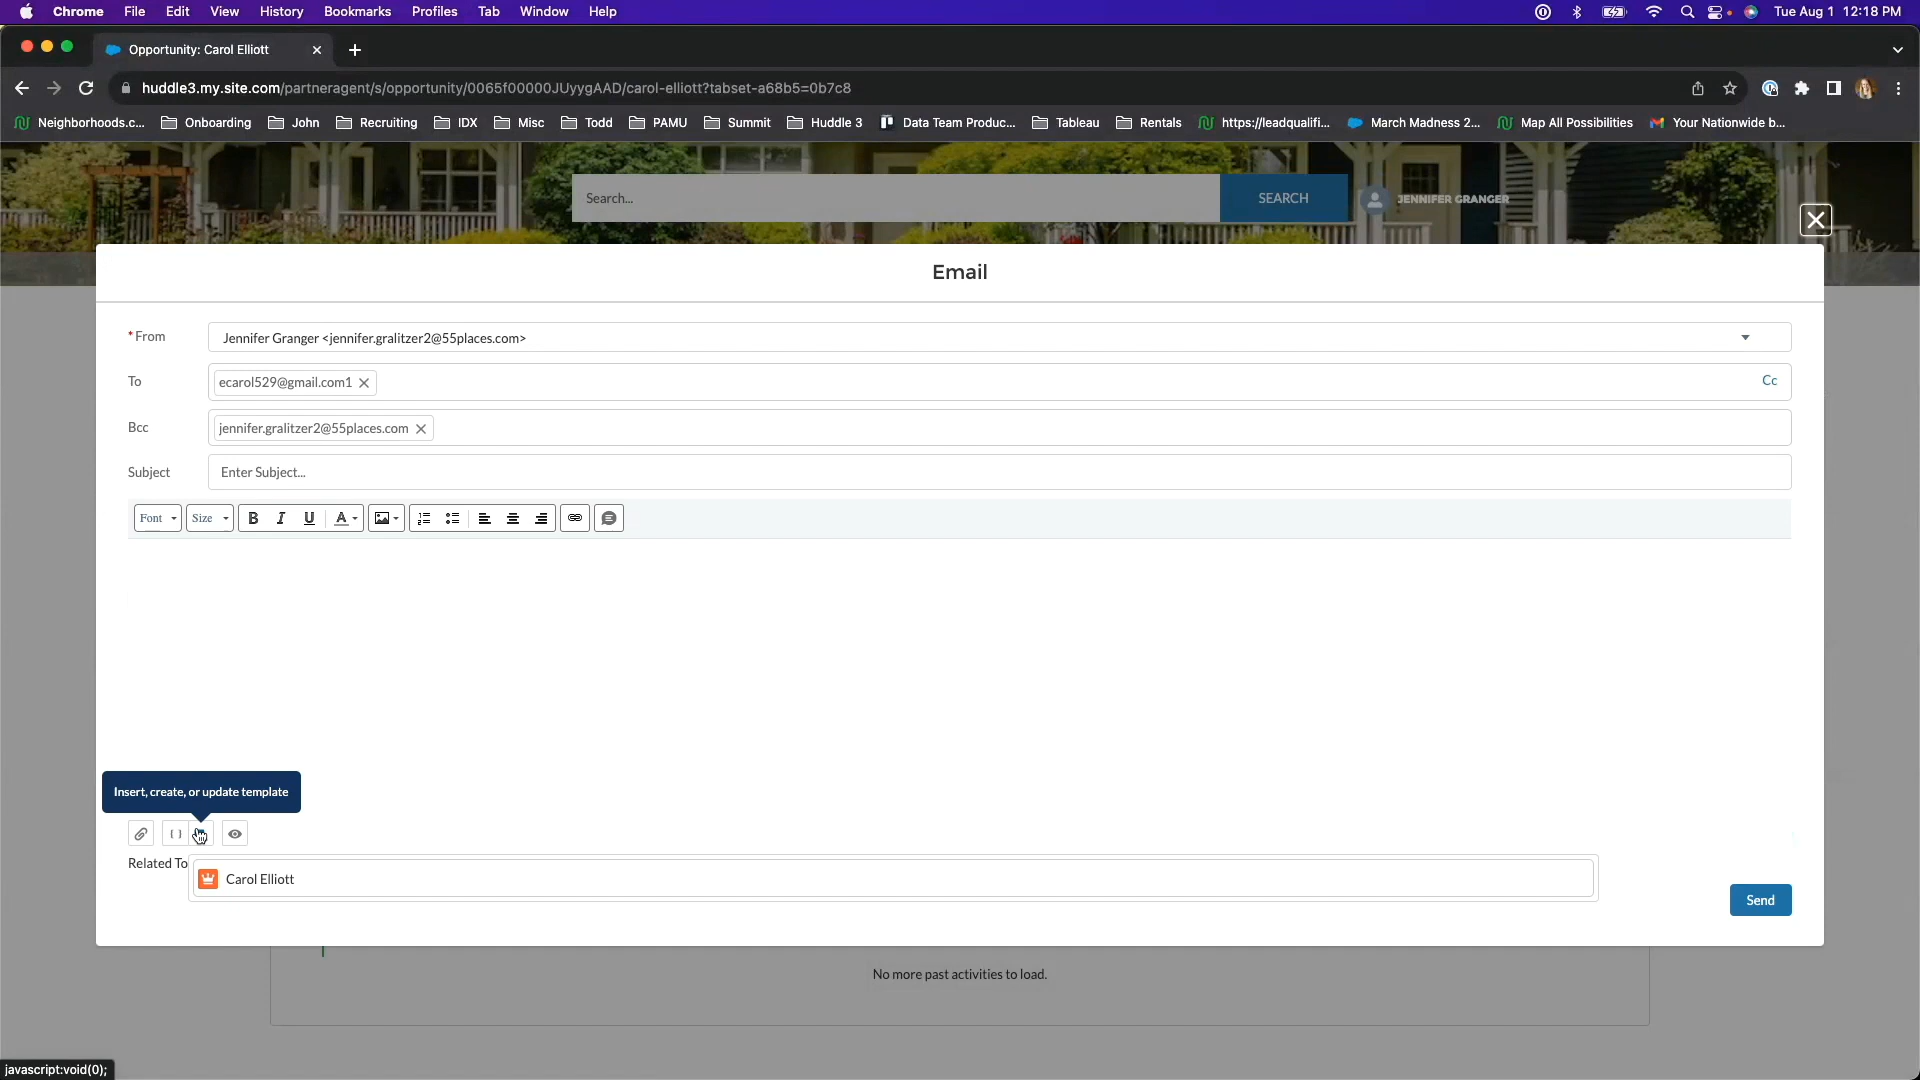 Chrome File Edit View History Bookmarks Profiles Tab Window Help Tue Aug 1 12:18 PM
Opportunity: Carol Elliott
huddle3.my.site.com/partneragent/s/opportunity/0065f00000JUyygAAD/carol-elliott?tabset-a68b5=0b7c8
Neighborhoods.c... Onboarding John Recruiting IDX Misc Todd PAMU Summit Huddle 3 Data Team Produc... Tableau Rentals https://leadqualifi... March Madness 2... Map All Possibilities Your Nationwide b...
Search... SEARCH JENNIFER GRANGER
Email
*From Jennifer Granger <jennifer.gralitzer2@55places.com>
To ecarol529@gmail.com1 Cc
Bcc jennifer.gralitzer2@55places.com
Subject Enter Subject...
Font Size B I U A
Insert, create, or update template
Related To Carol Elliott
Send
No more past activities to load.
javascript:void(0);